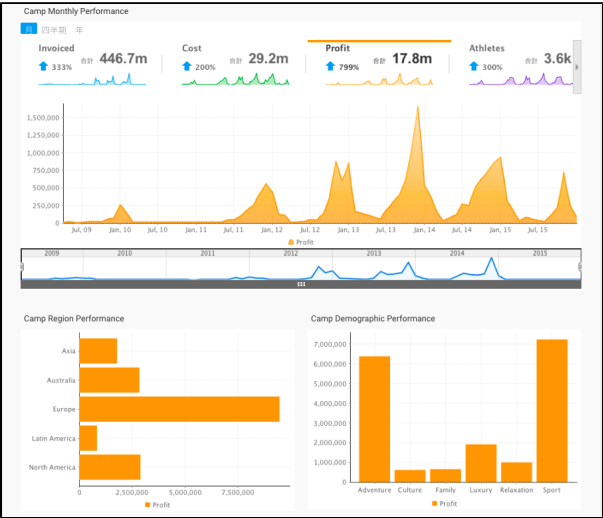 Camp Monthly Performance
月 四半期 年
Invoiced Cost Profit Athletes
333% 合計 446.7m 200% 合計 29.2m 799% 合計 17.8m 300% 合計 3.6k
1,500,000
1,250,000
1,000,000
750,000
500,000
250,000
0
Jul, 09 Jan, 10 Jul, 10 Jan, 11 Jul, 11 Jan, 12 Jul, 12 Jan, 13 Jul, 13 Jan, 14 Jul, 14 Jan, 15 Jul, 15
Profit
2009 2010 2011 2012 2013 2014 2015
Camp Region Performance
Asia
Australia
Europe
Latin America
North America
0 2,500,000 5,000,000 7,500,000
Profit
Camp Demographic Performance
7,000,000
6,000,000
5,000,000
4,000,000
3,000,000
2,000,000
1,000,000
0
Adventure Culture Family Luxury Relaxation Sport
Profit